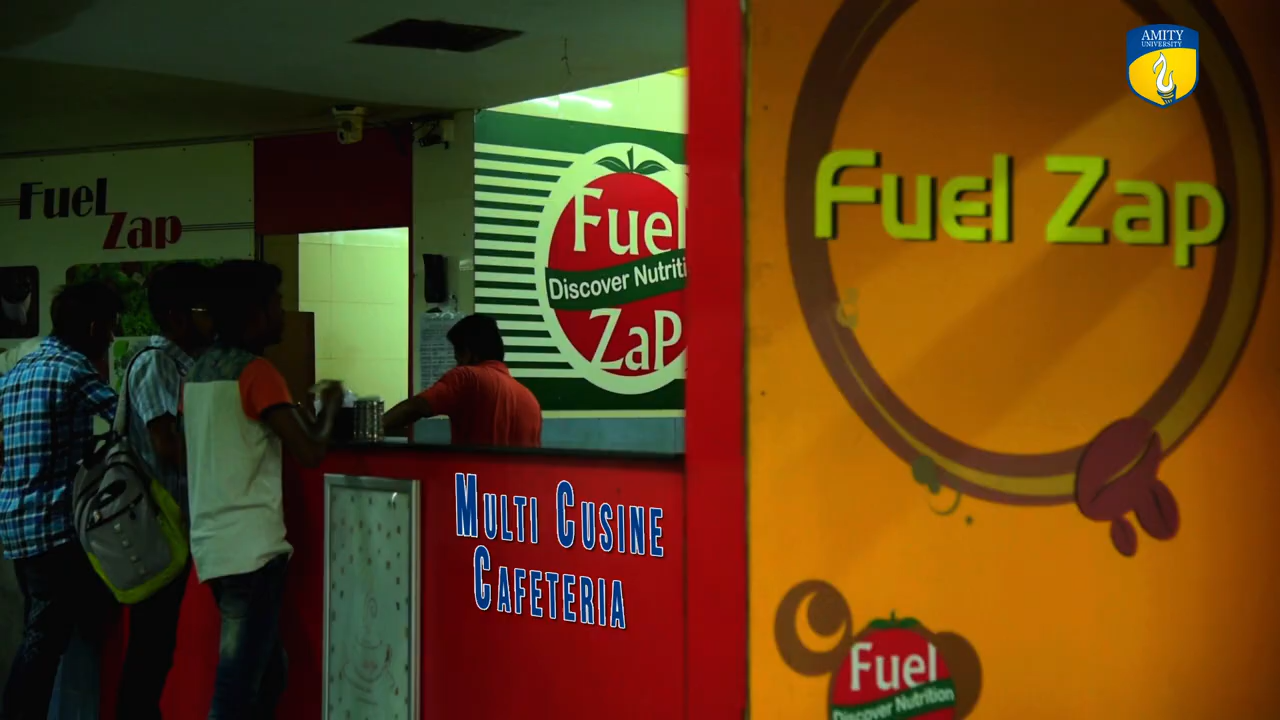 AMITY
UNIVERSITY
Fuel
Zap
Fuel
Discover Nutriti
ZaP
Fuel Zap
MULTI CUSINE
CAFETERIA
Fuel
Discover Nutrition